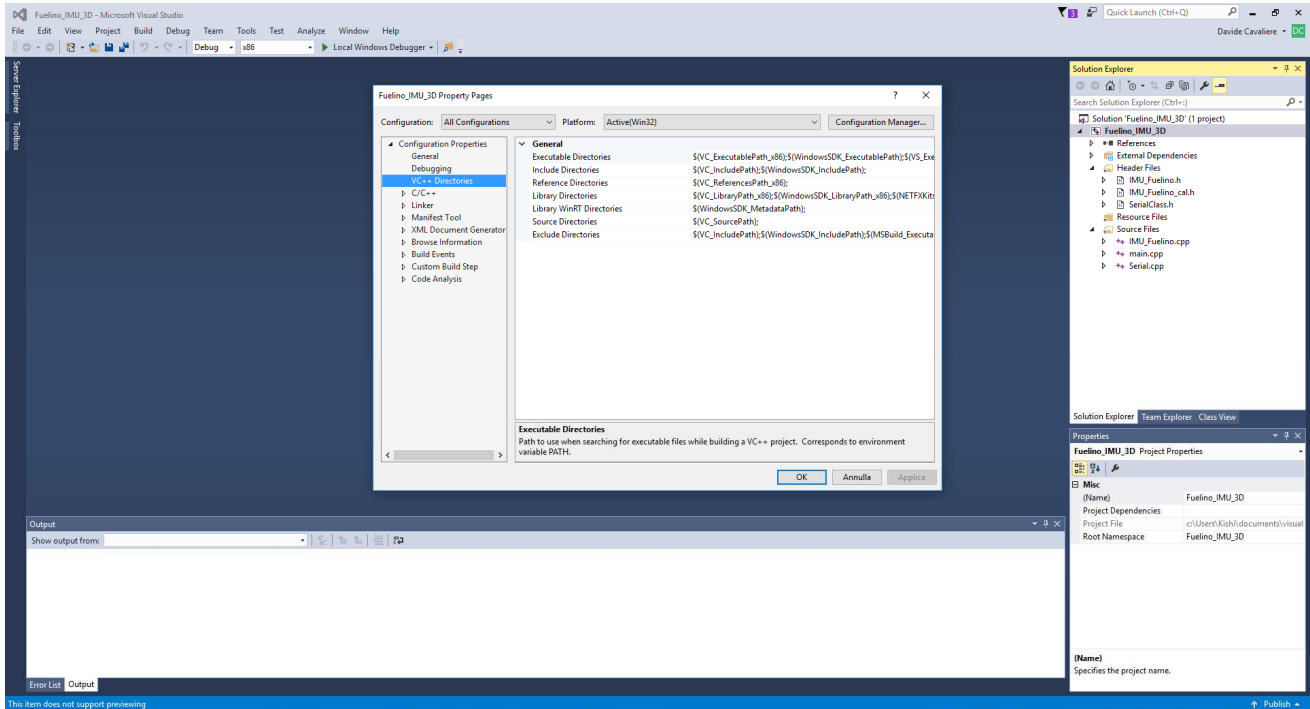 Fuelino_IMU_3D - Microsoft Visual Studio
3
Quick Launch (Ctrl+Q)
File Edit View Project Build Debug Team Tools Test Analyze Window Help
Davide Cavaliere
DC
Debug x86 Local Windows Debugger
Server Explorer
Toolbox
Fuelino_IMU_3D Property Pages
? X
Configuration: All Configurations Platform: Active(Win32) Configuration Manager...
Configuration Properties
General
Debugging
VC++ Directories
C/C++
Linker
Manifest Tool
XML Document Generator
Browse Information
Build Events
Custom Build Step
Code Analysis
General
Executable Directories $(VC_ExecutablePath_x86);$(WindowsSDK_ExecutablePath);$(VS_Exe
Include Directories $(VC_IncludePath);$(WindowsSDK_IncludePath);
Reference Directories $(VC_ReferencesPath_x86);
Library Directories $(VC_LibraryPath_x86);$(WindowsSDK_LibraryPath_x86);$(NETFXKits
Library WinRT Directories $(WindowsSDK_MetadataPath);
Source Directories $(VC_SourcePath);
Exclude Directories $(VC_IncludePath);$(WindowsSDK_IncludePath);$(MSBuild_Executa
Executable Directories
Path to use when searching for executable files while building a VC++ project. Corresponds to environment
variable PATH.
OK Annulla Applica
Solution Explorer
Search Solution Explorer (Ctrl+:)
Solution 'Fuelino_IMU_3D' (1 project)
Fuelino_IMU_3D
References
External Dependencies
Header Files
IMU_Fuelino.h
IMU_Fuelino_cal.h
SerialClass.h
Resource Files
Source Files
IMU_Fuelino.cpp
main.cpp
Serial.cpp
Solution Explorer Team Explorer Class View
Properties
Fuelino_IMU_3D Project Properties
Misc
(Name) Fuelino_IMU_3D
Project Dependencies
Project File c:\Users\Kishi\documents\visual
Root Namespace Fuelino_IMU_3D
(Name)
Specifies the project name.
Output
Show output from:
Error List Output
This item does not support previewing
Publish